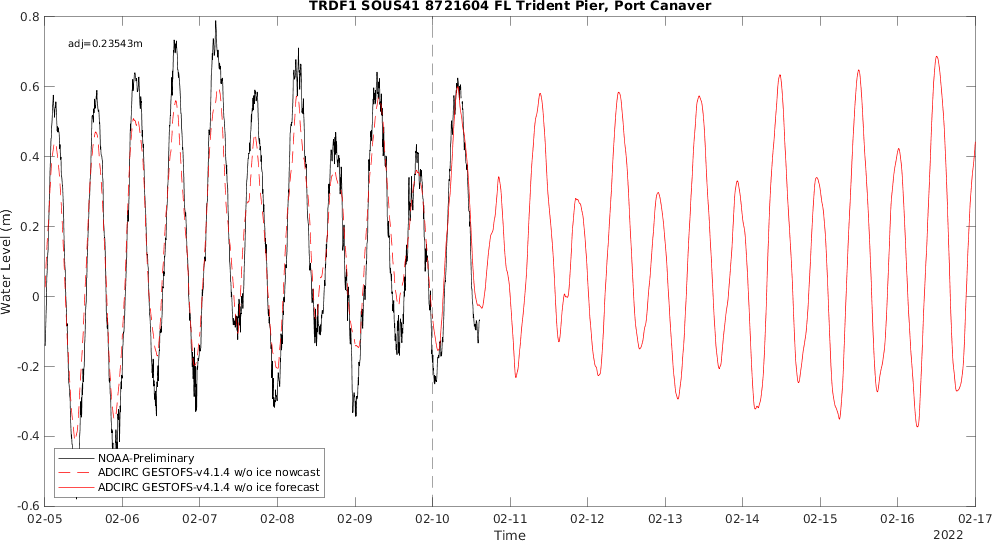 TRDF1 SOUS41 8721604 FL Trident Pier, Port Canaver
adj=0.23543m
Water Level (m)
0.8
0.6
0.4
0.2
0
-0.2
-0.4
-0.6
NOAA-Preliminary
ADCIRC GESTOFS-v4.1.4 w/o ice nowcast
ADCIRC GESTOFS-v4.1.4 w/o ice forecast
02-05 02-06 02-07 02-08 02-09 02-10 02-11 02-12 02-13 02-14 02-15 02-16 02-17
Time
2022